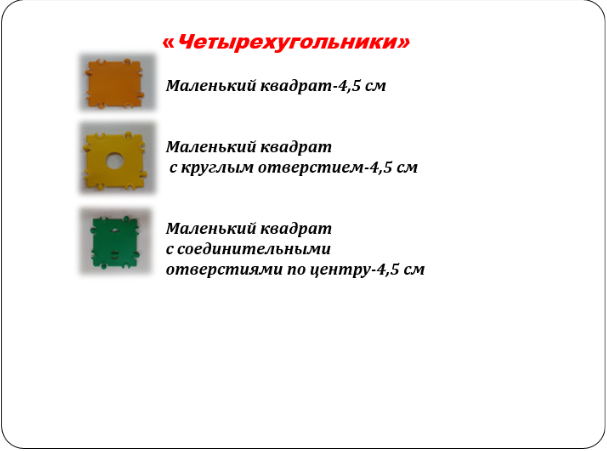 «Четырехугольники»
Маленький квадрат-4,5 см
Маленький квадрат
с круглым отверстием-4,5 см
Маленький квадрат
с соединительными
отверстиями по центру-4,5 см